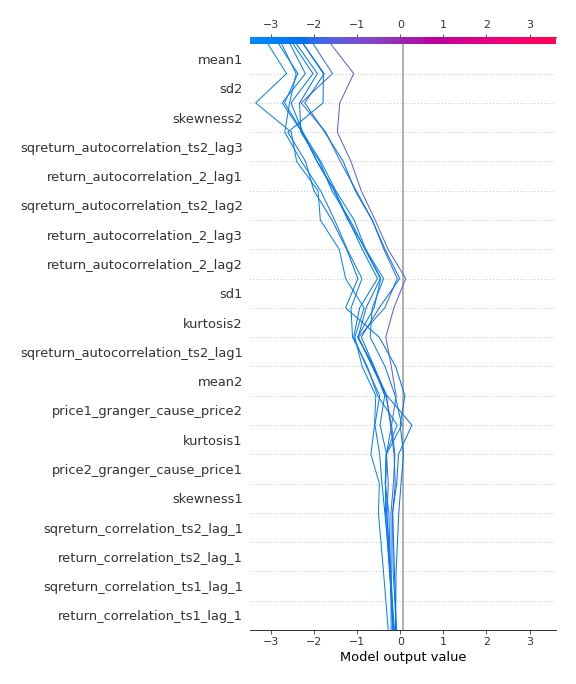 −3 −2 −1 0 1 2 3
mean1
sd2
skewness2
sqreturn_autocorrelation_ts2_lag3
return_autocorrelation_2_lag1
sqreturn_autocorrelation_ts2_lag2
return_autocorrelation_2_lag3
return_autocorrelation_2_lag2
sd1
kurtosis2
sqreturn_autocorrelation_ts2_lag1
mean2
price1_granger_cause_price2
kurtosis1
price2_granger_cause_price1
skewness1
sqreturn_correlation_ts2_lag_1
return_correlation_ts2_lag_1
sqreturn_correlation_ts1_lag_1
return_correlation_ts1_lag_1
−3 −2 −1 0 1 2 3
Model output value